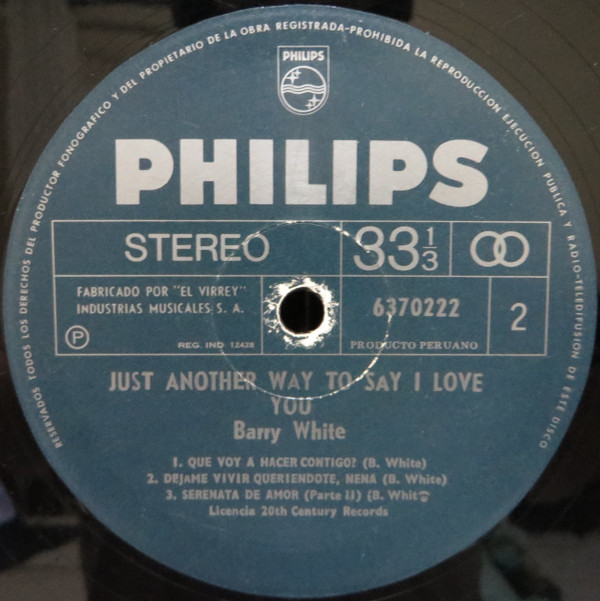 RESERVADOS TODOS LOS DERECHOS DEL PRODUCTOR FONOGRAFICO Y DEL PROPIETARIO DE LA OBRA REGISTRADA-PROHIBIDA LA REPRODUCCION EJECUCION PUBLICA Y RADIO-TELEDIFUSION DE ESTE DISCO
PHILIPS
PHILIPS
STEREO
33 1/3
FABRICADO POR "EL VIRREY"
INDUSTRIAS MUSICALES S. A.
6370222
2
Ⓟ
REG. IND 12428
PRODUCTO PERUANO
JUST ANOTHER WAY TO SAY I LOVE
YOU
Barry White
1. QUE VOY A HACER CONTIGO? (B. White)
2. DEJAME VIVIR QUERIENDOTE, NENA (B. White)
3. SERENATA DE AMOR (Parte II) (B. Whit
Licencia 20th Century Records